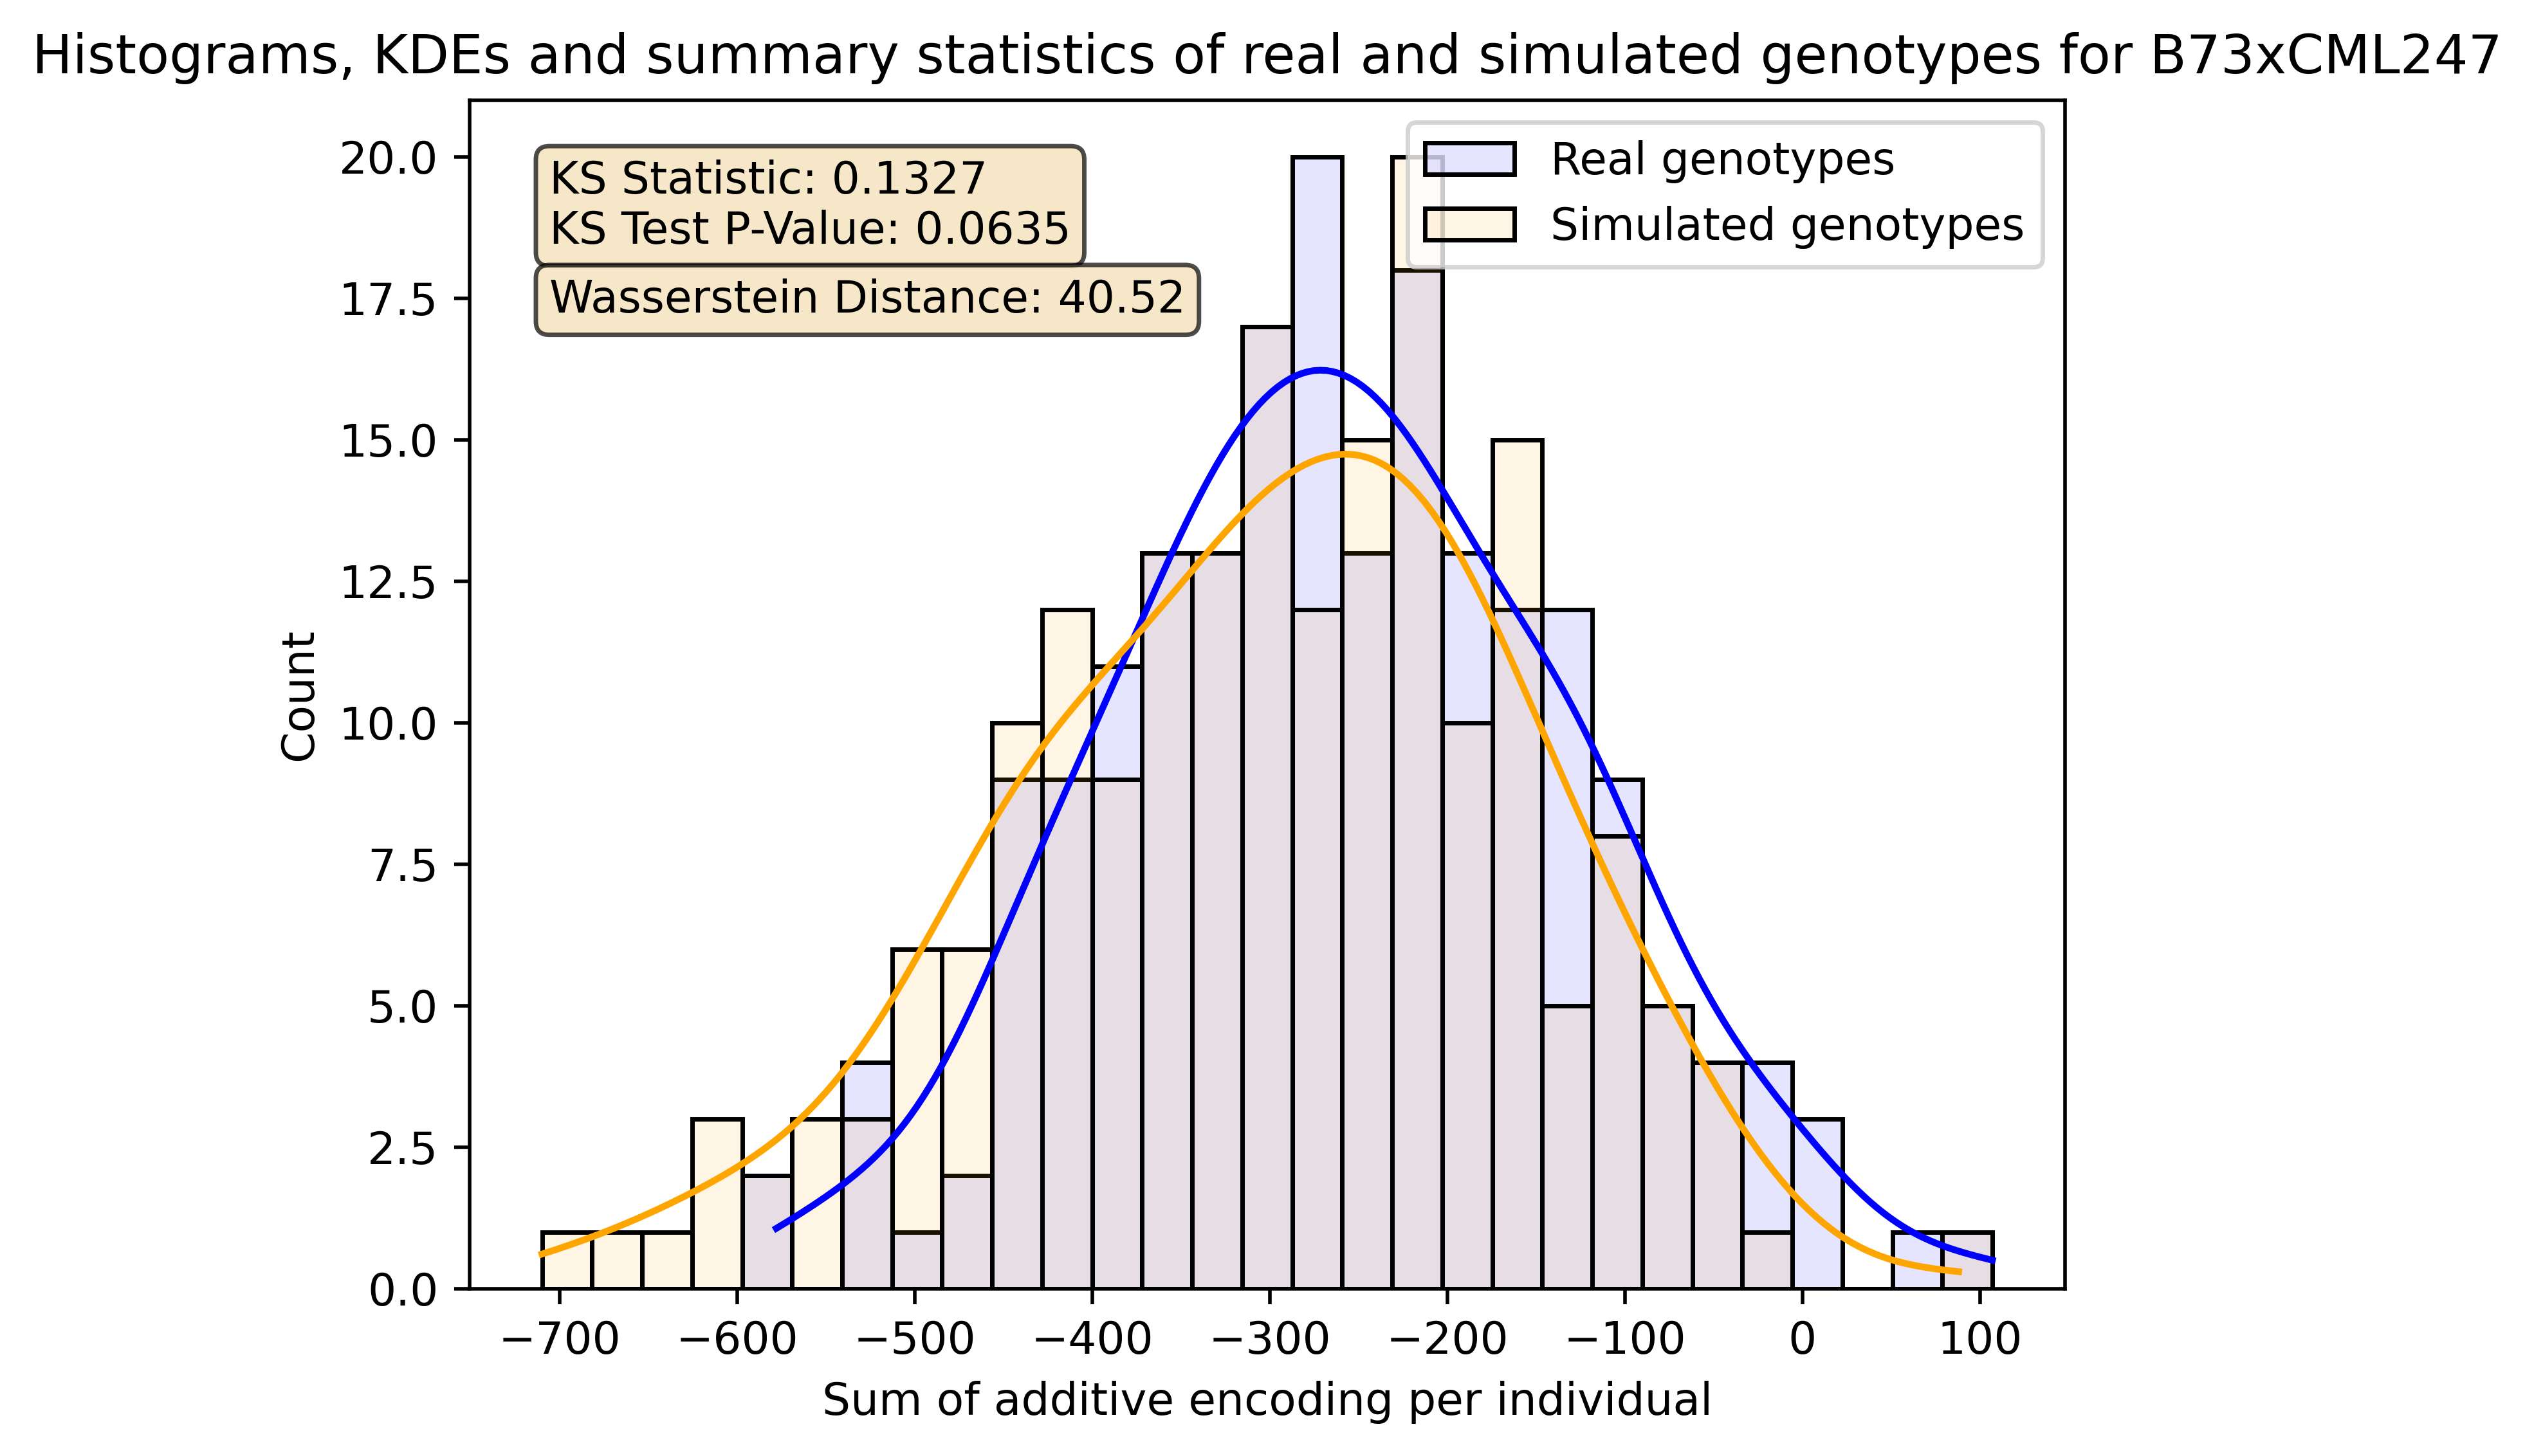 Histograms, KDEs and summary statistics of real and simulated genotypes for B73xCML247
KS Statistic: 0.1327
KS Test P-Value: 0.0635
Wasserstein Distance: 40.52
Real genotypes
Simulated genotypes
Count
20.0
17.5
15.0
12.5
10.0
7.5
5.0
2.5
0.0
−700 −600 −500 −400 −300 −200 −100 0 100
Sum of additive encoding per individual